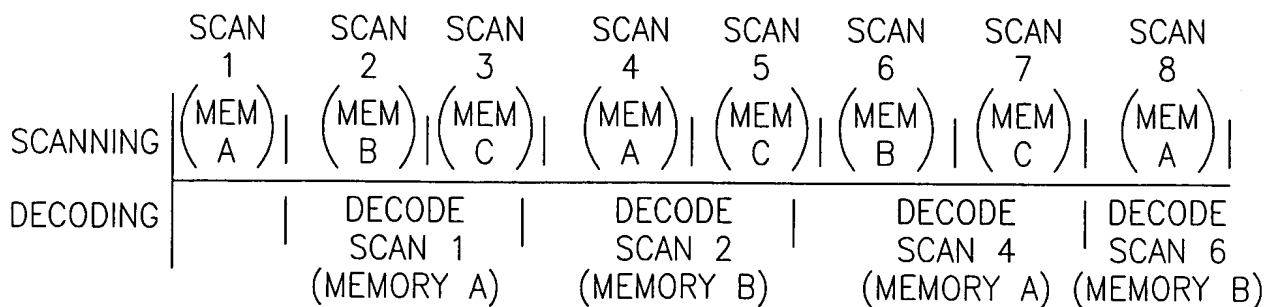 SCAN SCAN SCAN SCAN SCAN SCAN SCAN SCAN
1 2 3 4 5 6 7 8
SCANNING (MEM A) (MEM B) (MEM C) (MEM A) (MEM C) (MEM B) (MEM C) (MEM A)
DECODING DECODE DECODE DECODE DECODE
SCAN 1 SCAN 2 SCAN 4 SCAN 6
(MEMORY A) (MEMORY B) (MEMORY A) (MEMORY B)